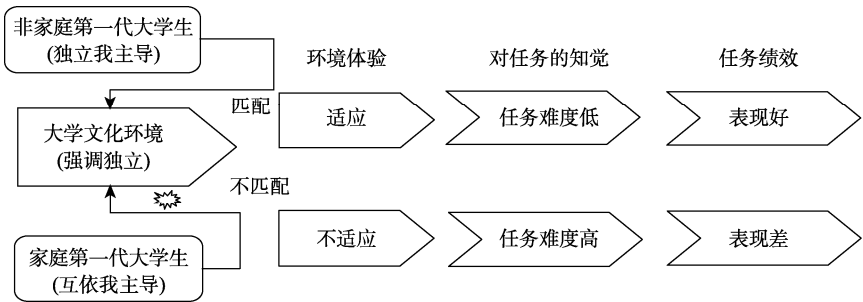 非家庭第一代大学生
(独立我主导)
环境体验
对任务的知觉
任务绩效
匹配
适应
任务难度低
表现好
大学文化环境
(强调独立)
不匹配
不适应
任务难度高
表现差
家庭第一代大学生
(互依我主导)